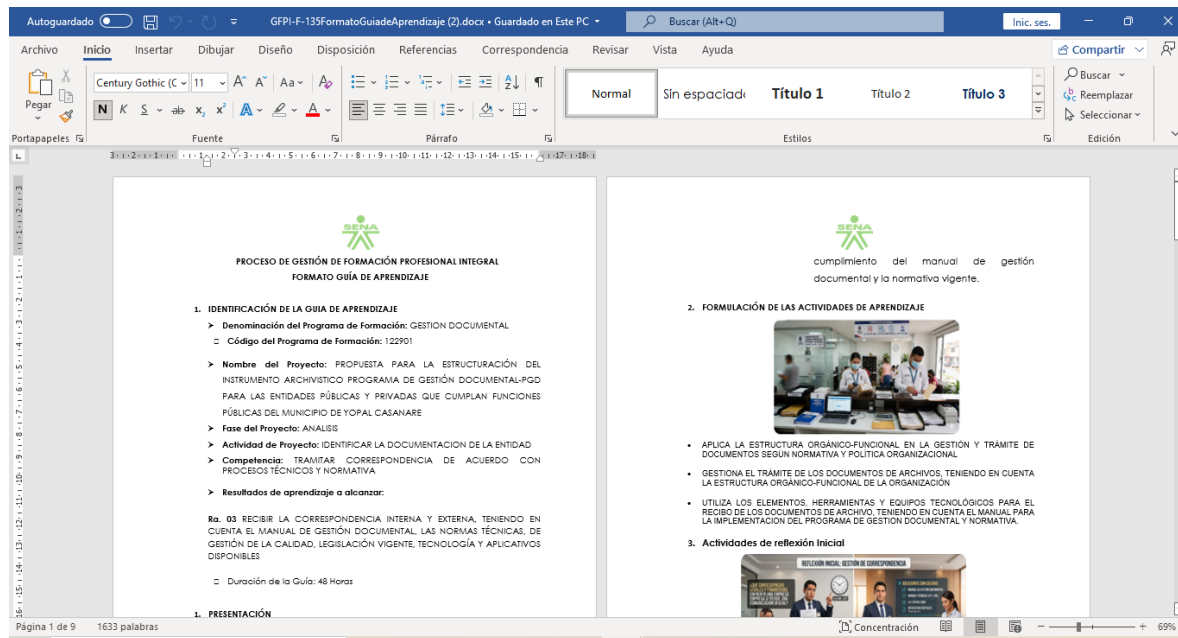 Autoguardado
GFPI-F-135FormatoGuiadeAprendizaje (2).docx • Guardado en Este PC
Buscar (Alt+Q)
Inic. ses.
Archivo Inicio Insertar Dibujar Diseño Disposición Referencias Correspondencia Revisar Vista Ayuda
Compartir
Pegar
Century Gothic (C 11
N K S ab x₂ x²
Normal
Sin espaciado
Título 1
Título 2
Título 3
Buscar
Reemplazar
Seleccionar
Portapapeles Fuente Párrafo Estilos Edición
SENA
PROCESO DE GESTIÓN DE FORMACIÓN PROFESIONAL INTEGRAL
FORMATO GUÍA DE APRENDIZAJE
1. IDENTIFICACIÓN DE LA GUIA DE APRENDIZAJE
➤ Denominación del Programa de Formación: GESTION DOCUMENTAL
□ Código del Programa de Formación: 122901
➤ Nombre del Proyecto: PROPUESTA PARA LA ESTRUCTURACIÓN DEL
INSTRUMENTO ARCHIVISTICO PROGRAMA DE GESTIÓN DOCUMENTAL-PGD
PARA LAS ENTIDADES PÚBLICAS Y PRIVADAS QUE CUMPLAN FUNCIONES
PÚBLICAS DEL MUNICIPIO DE YOPAL CASANARE
➤ Fase del Proyecto: ANALISIS
➤ Actividad de Proyecto: IDENTIFICAR LA DOCUMENTACION DE LA ENTIDAD
➤ Competencia: TRAMITAR CORRESPONDENCIA DE ACUERDO CON
PROCESOS TÉCNICOS Y NORMATIVA
➤ Resultados de aprendizaje a alcanzar:
Ra. 03 RECIBIR LA CORRESPONDENCIA INTERNA Y EXTERNA, TENIENDO EN
CUENTA EL MANUAL DE GESTIÓN DOCUMENTAL, LAS NORMAS TÉCNICAS, DE
GESTIÓN DE LA CALIDAD, LEGISLACIÓN VIGENTE, TECNOLOGÍA Y APLICATIVOS
DISPONIBLES
□ Duración de la Guía: 48 Horas
1. PRESENTACIÓN
SENA
cumplimiento del manual de gestión
documental y la normativa vigente.
2. FORMULACIÓN DE LAS ACTIVIDADES DE APRENDIZAJE
• APLICA LA ESTRUCTURA ORGÁNICO-FUNCIONAL EN LA GESTIÓN Y TRÁMITE DE
DOCUMENTOS SEGÚN NORMATIVA Y POLÍTICA ORGANIZACIONAL
• GESTIONA EL TRÁMITE DE LOS DOCUMENTOS DE ARCHIVOS, TENIENDO EN CUENTA
LA ESTRUCTURA ORGÁNICO-FUNCIONAL DE LA ORGANIZACIÓN
• UTILIZA LOS ELEMENTOS, HERRAMIENTAS Y EQUIPOS TECNOLÓGICOS PARA EL
RECIBO DE LOS DOCUMENTOS DE ARCHIVO, TENIENDO EN CUENTA EL MANUAL PARA
LA IMPLEMENTACION DEL PROGRAMA DE GESTION DOCUMENTAL Y NORMATIVA.
3. Actividades de reflexión Inicial
REFLEXIÓN INICIAL: GESTIÓN DE CORRESPONDENCIA
Página 1 de 9 1633 palabras
Concentración
69%